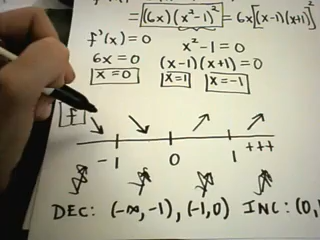 = (6x)(x²-1)² = 6x[(x-1)(x+1)]²
f'(x) = 0
x²-1=0
6x = 0
(x-1)(x+1)=0
x=0 x=1 x=-1
f
-1 0 1 +++
DEC: (-∞,-1), (-1,0) INC: (0,